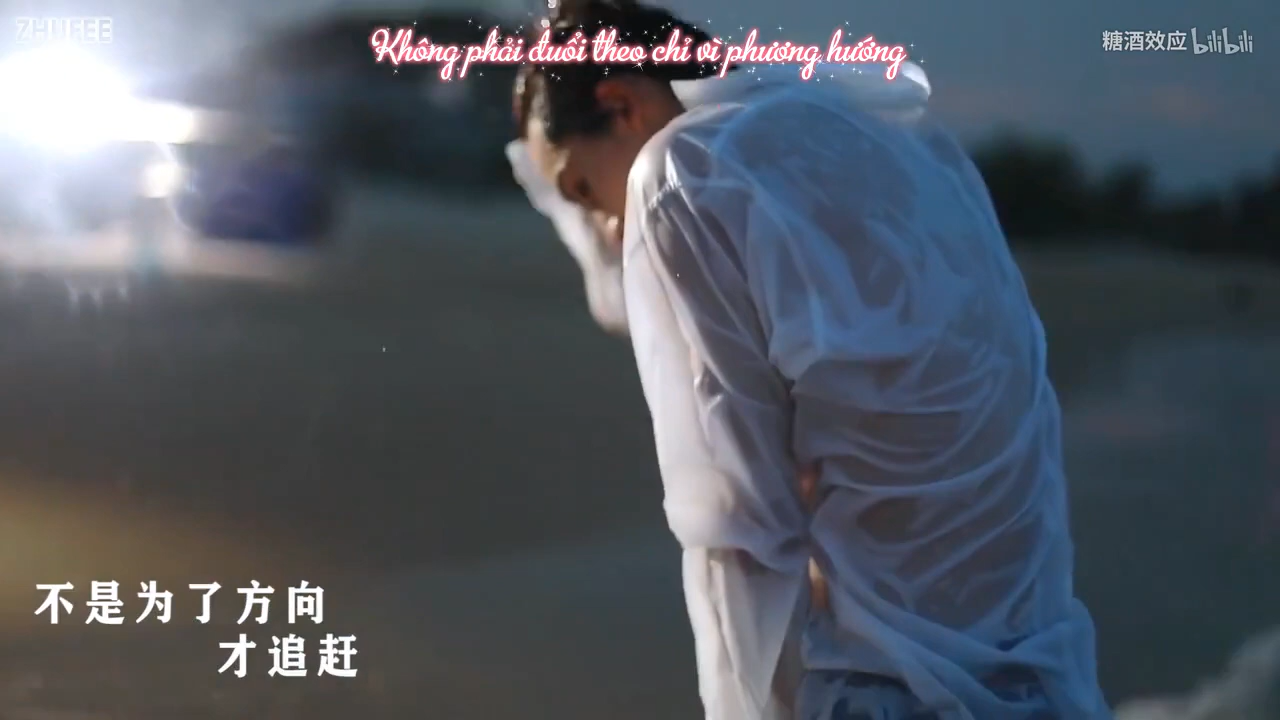 ZHUFEE
Không phải đuổi theo chỉ vì phương hướng
糖酒效应 bilibili
不是为了方向
才追赶